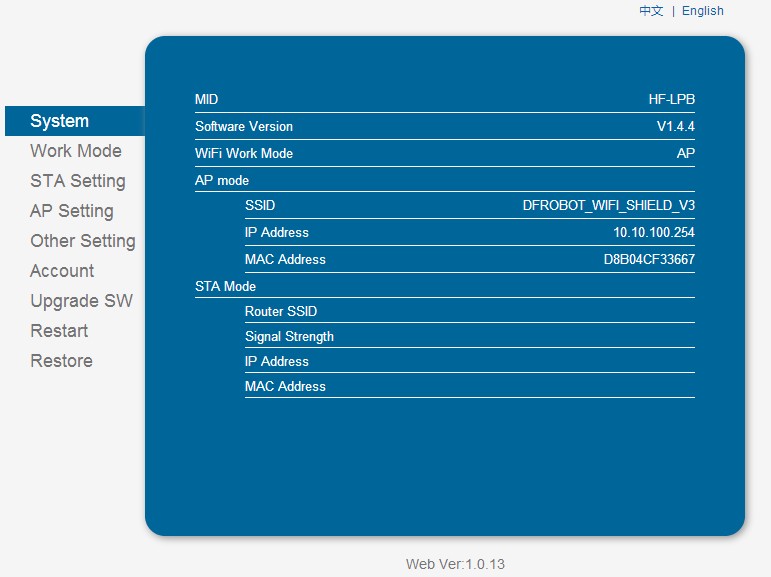 中文 | English
System
Work Mode
STA Setting
AP Setting
Other Setting
Account
Upgrade SW
Restart
Restore
MID HF-LPB
Software Version V1.4.4
WiFi Work Mode AP
AP mode
SSID DFROBOT_WIFI_SHIELD_V3
IP Address 10.10.100.254
MAC Address D8B04CF33667
STA Mode
Router SSID
Signal Strength
IP Address
MAC Address
Web Ver:1.0.13